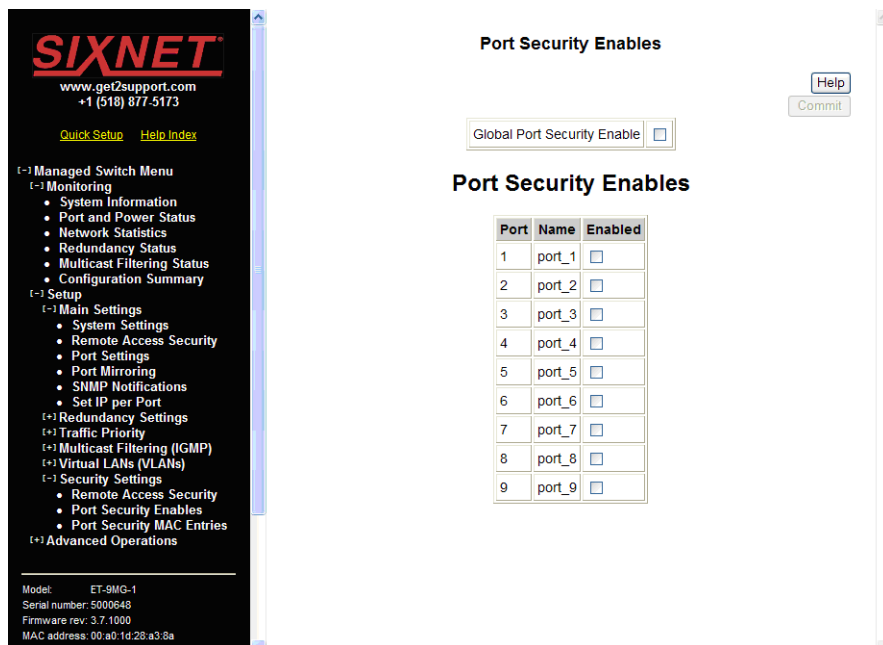 SIXNET
www.get2support.com
+1 (518) 877-5173
Quick Setup Help Index
[-] Managed Switch Menu
[-] Monitoring
• System Information
• Port and Power Status
• Network Statistics
• Redundancy Status
• Multicast Filtering Status
• Configuration Summary
[-] Setup
[-] Main Settings
• System Settings
• Remote Access Security
• Port Settings
• Port Mirroring
• SNMP Notifications
• Set IP per Port
[+] Redundancy Settings
[+] Traffic Priority
[+] Multicast Filtering (IGMP)
[+] Virtual LANs (VLANs)
[-] Security Settings
• Remote Access Security
• Port Security Enables
• Port Security MAC Entries
[+] Advanced Operations
Model: ET-9MG-1
Serial number: 5000648
Firmware rev: 3.7.1000
MAC address: 00:a0:1d:28:a3:8a
Port Security Enables
Help
Commit
Global Port Security Enable
Port Security Enables
Port Name Enabled
1 port_1
2 port_2
3 port_3
4 port_4
5 port_5
6 port_6
7 port_7
8 port_8
9 port_9